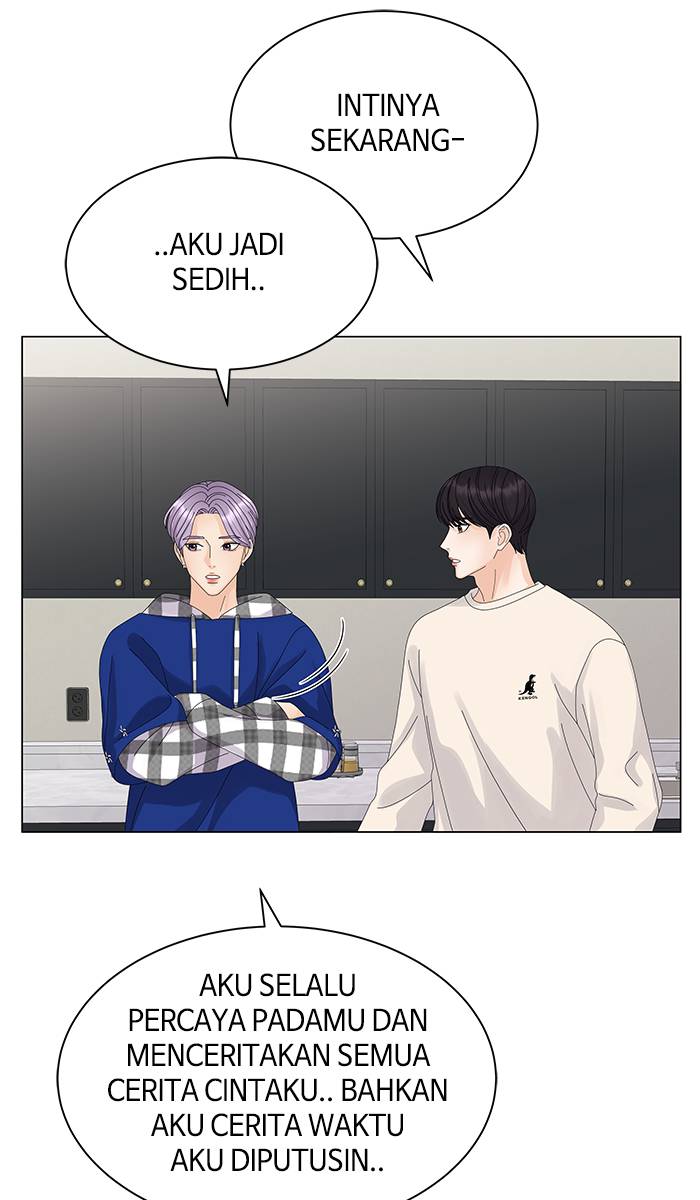 INTINYA
SEKARANG-
..AKU JADI
SEDIH..
KANGOL
AKU SELALU
PERCAYA PADAMU DAN
MENCERITAKAN SEMUA
CERITA CINTAKU.. BAHKAN
AKU CERITA WAKTU
AKU DIPUTUSIN..